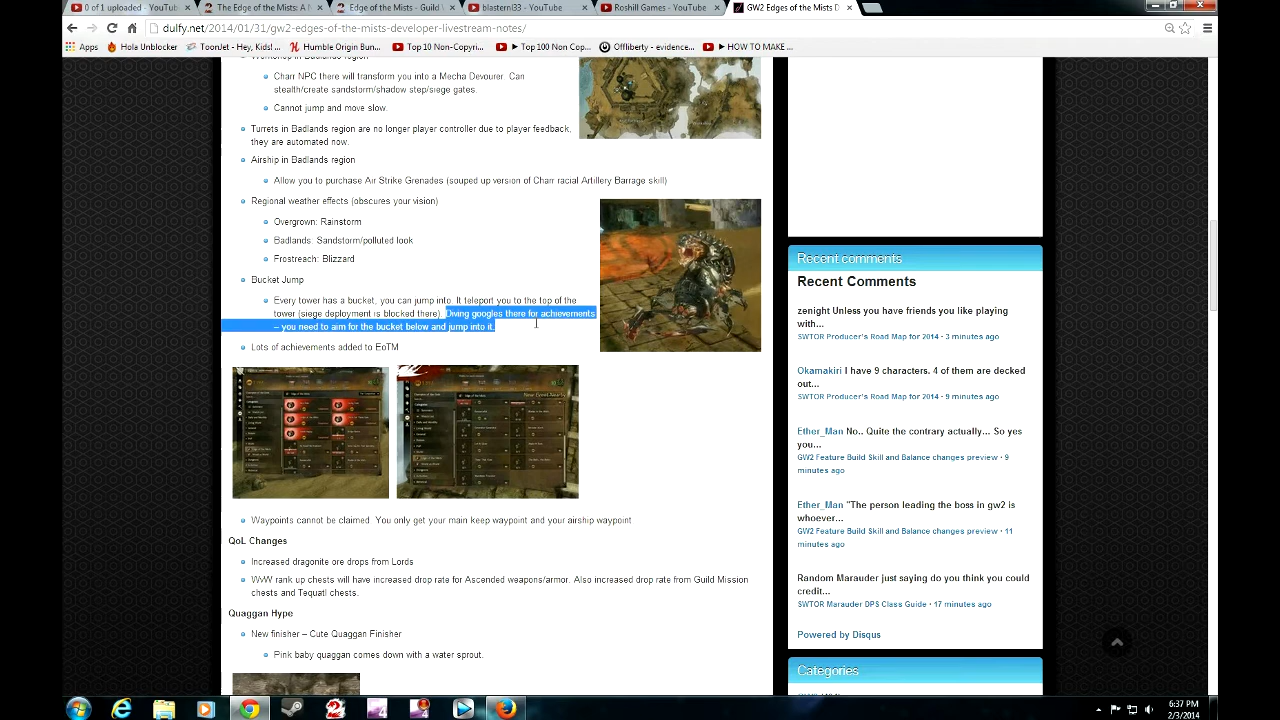 0 of 1 uploaded - YouTub
The Edge of the Mists: A
Edge of the Mists - Guild
blasterni33 - YouTube
Roshill Games - YouTube
GW2 Edges of the Mists D
dulfy.net/2014/01/31/gw2-edges-of-the-mists-developer-livestream-notes/
Apps
Hola Unblocker
ToonJet - Hey, Kids!...
Humble Origin Bun...
Top 10 Non-Copyri...
► Top 100 Non Cop...
Offliberty - evidence...
► HOW TO MAKE ...
Workshop in Badlands region
Charr NPC there will transform you into a Mecha Devourer. Can
stealth/create sandstorm/shadow step/siege gates.
Cannot jump and move slow.
Turrets in Badlands region are no longer player controller due to player feedback,
they are automated now.
Airship in Badlands region
Allow you to purchase Air Strike Grenades (souped up version of Charr racial Artillery Barrage skill)
Regional weather effects (obscures your vision)
Overgrown: Rainstorm
Badlands: Sandstorm/polluted look
Frostreach: Blizzard
Bucket Jump
Every tower has a bucket, you can jump into. It teleport you to the top of the
tower (siege deployment is blocked there). Diving googles there for achievements
– you need to aim for the bucket below and jump into it.
Lots of achievements added to EoTM
Waypoints cannot be claimed. You only get your main keep waypoint and your airship waypoint
QoL Changes
Increased dragonite ore drops from Lords
WvW rank up chests will have increased drop rate for Ascended weapons/armor. Also increased drop rate from Guild Mission
chests and Tequatl chests.
Quaggan Hype
New finisher – Cute Quaggan Finisher
Pink baby quaggan comes down with a water sprout.
Recent comments
Recent Comments
zenight Unless you have friends you like playing
with...
SWTOR Producer's Road Map for 2014 · 3 minutes ago
Okamakiri I have 9 characters. 4 of them are decked
out...
SWTOR Producer's Road Map for 2014 · 9 minutes ago
Ether_Man No.. Quite the contrary actually... So yes
you...
GW2 Feature Build Skill and Balance changes preview · 9
minutes ago
Ether_Man "The person leading the boss in gw2 is
whoever...
GW2 Feature Build Skill and Balance changes preview · 11
minutes ago
Random Marauder just saying do you think you could
credit...
SWTOR Marauder DPS Class Guide · 17 minutes ago
Powered by Disqus
Categories
6:37 PM
2/3/2014